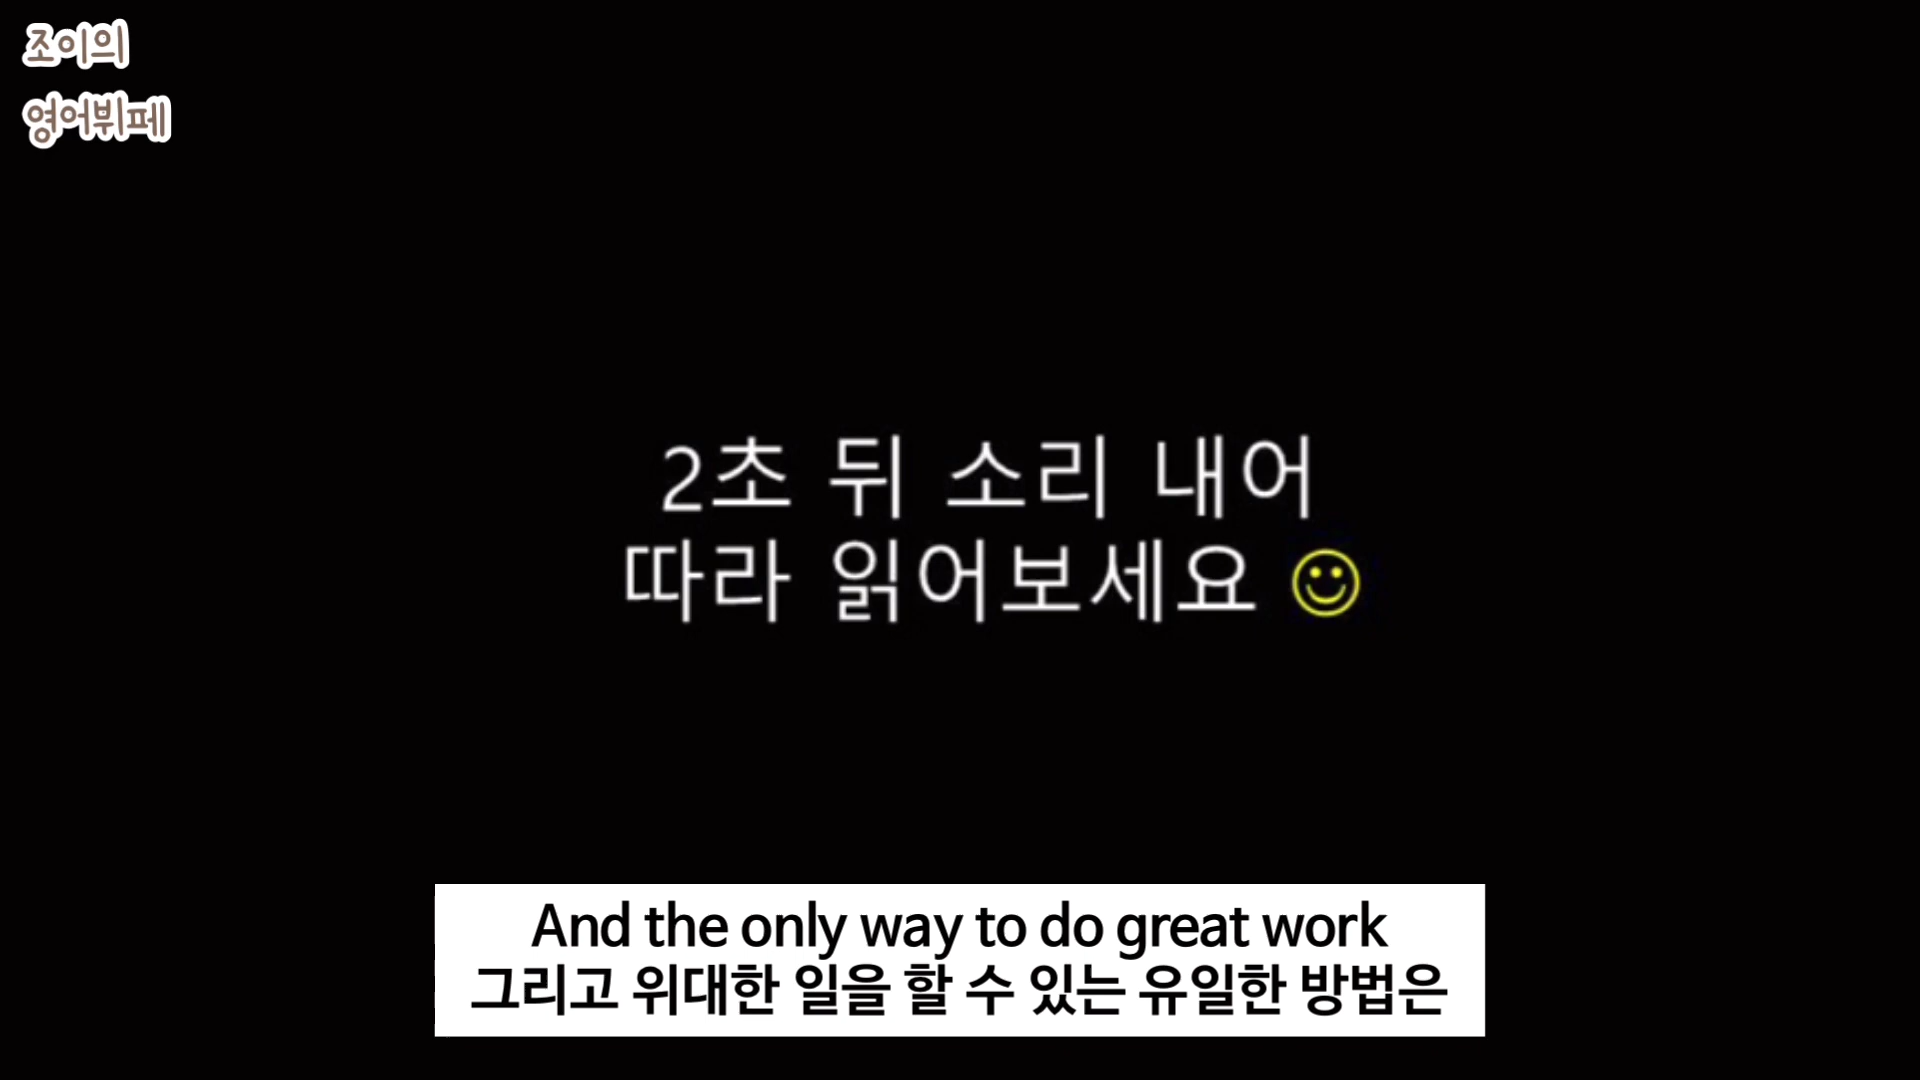 조이의
영어뷔페
2초 뒤 소리 내어
따라 읽어보세요 ☺
And the only way to do great work
그리고 위대한 일을 할 수 있는 유일한 방법은